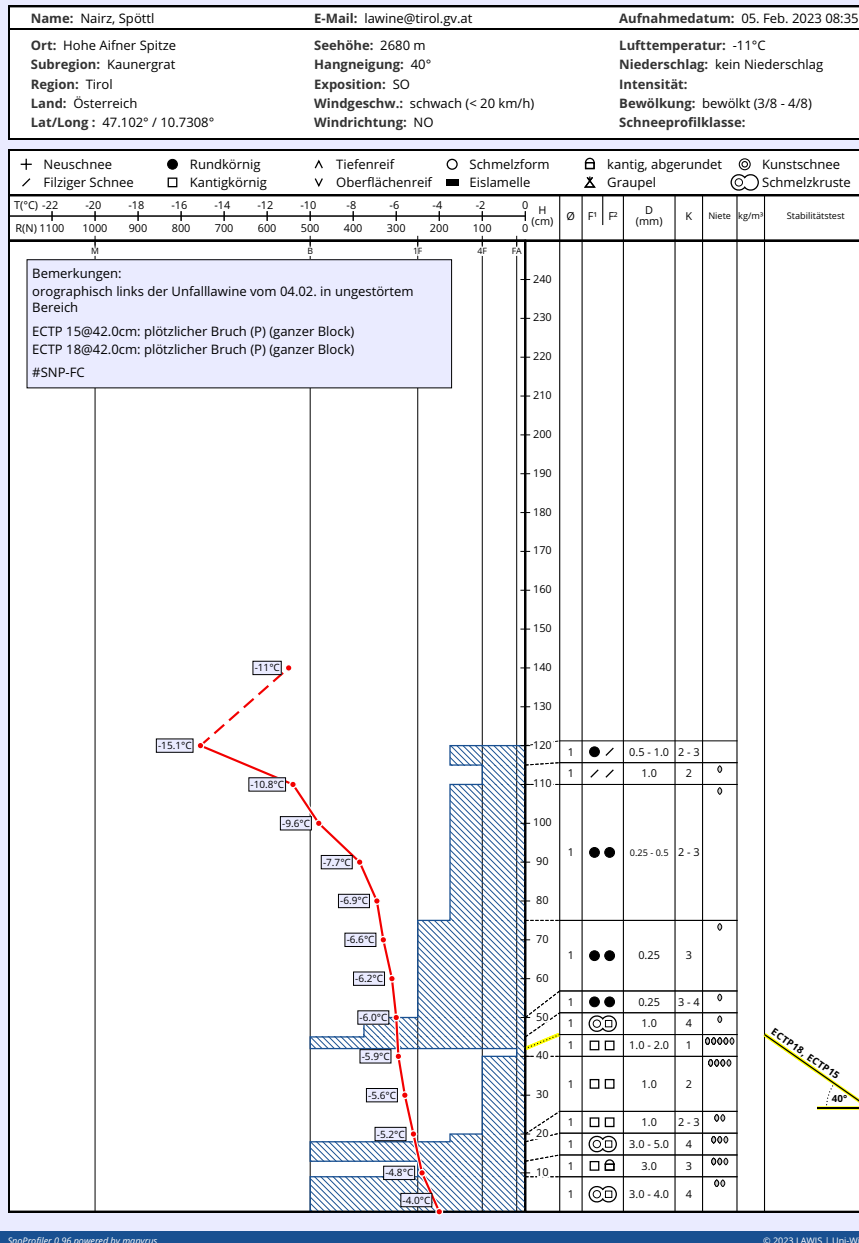 Name: Nairz, Spöttl E-Mail: lawine@tirol.gv.at Aufnahmedatum: 05. Feb. 2023 08:35
Ort: Hohe Aifner Spitze Seehöhe: 2680 m Lufttemperatur: -11°C
Subregion: Kaunergrat Hangneigung: 40° Niederschlag: kein Niederschlag
Region: Tirol Exposition: SO Intensität:
Land: Österreich Windgeschw.: schwach (< 20 km/h) Bewölkung: bewölkt (3/8 - 4/8)
Lat/Long : 47.102° / 10.7308° Windrichtung: NO Schneeprofilklasse:
Neuschnee Rundkörnig Tiefenreif Schmelzform kantig, abgerundet Kunstschnee
Filziger Schnee Kantigkörnig Oberflächenreif Eislamelle Graupel Schmelzkruste
T(°C) -22 -20 -18 -16 -14 -12 -10 -8 -6 -4 -2 0 H (cm) Ø F¹ F² D (mm) K Niete kg/m³ Stabilitätstest
R(N) 1100 1000 900 800 700 600 500 400 300 200 100 0
M B 1F 4F FA
Bemerkungen:
orographisch links der Unfalllawine vom 04.02. in ungestörtem
Bereich
ECTP 15@42.0cm: plötzlicher Bruch (P) (ganzer Block)
ECTP 18@42.0cm: plötzlicher Bruch (P) (ganzer Block)
#SNP-FC
240
230
220
210
200
190
180
170
160
150
-11°C 140
130
-15.1°C 120 1 0.5 - 1.0 2 - 3
1 1.0 2
-10.8°C 110
-9.6°C 100
1 0.25 - 0.5 2 - 3
-7.7°C 90
-6.9°C 80
-6.6°C 70
1 0.25 3
-6.2°C 60
1 0.25 3 - 4
-6.0°C 50 1 1.0 4
1 1.0 - 2.0 1
-5.9°C 40
ECTP18, ECTP15
1 1.0 2
-5.6°C 30 40°
1 1.0 2 - 3
-5.2°C 20
1 3.0 - 5.0 4
1 3.0 3
-4.8°C 10
1 3.0 - 4.0 4
-4.0°C
SnoProfiler 0.96 powered by mapyrus © 2023 LAWIS | Uni-W